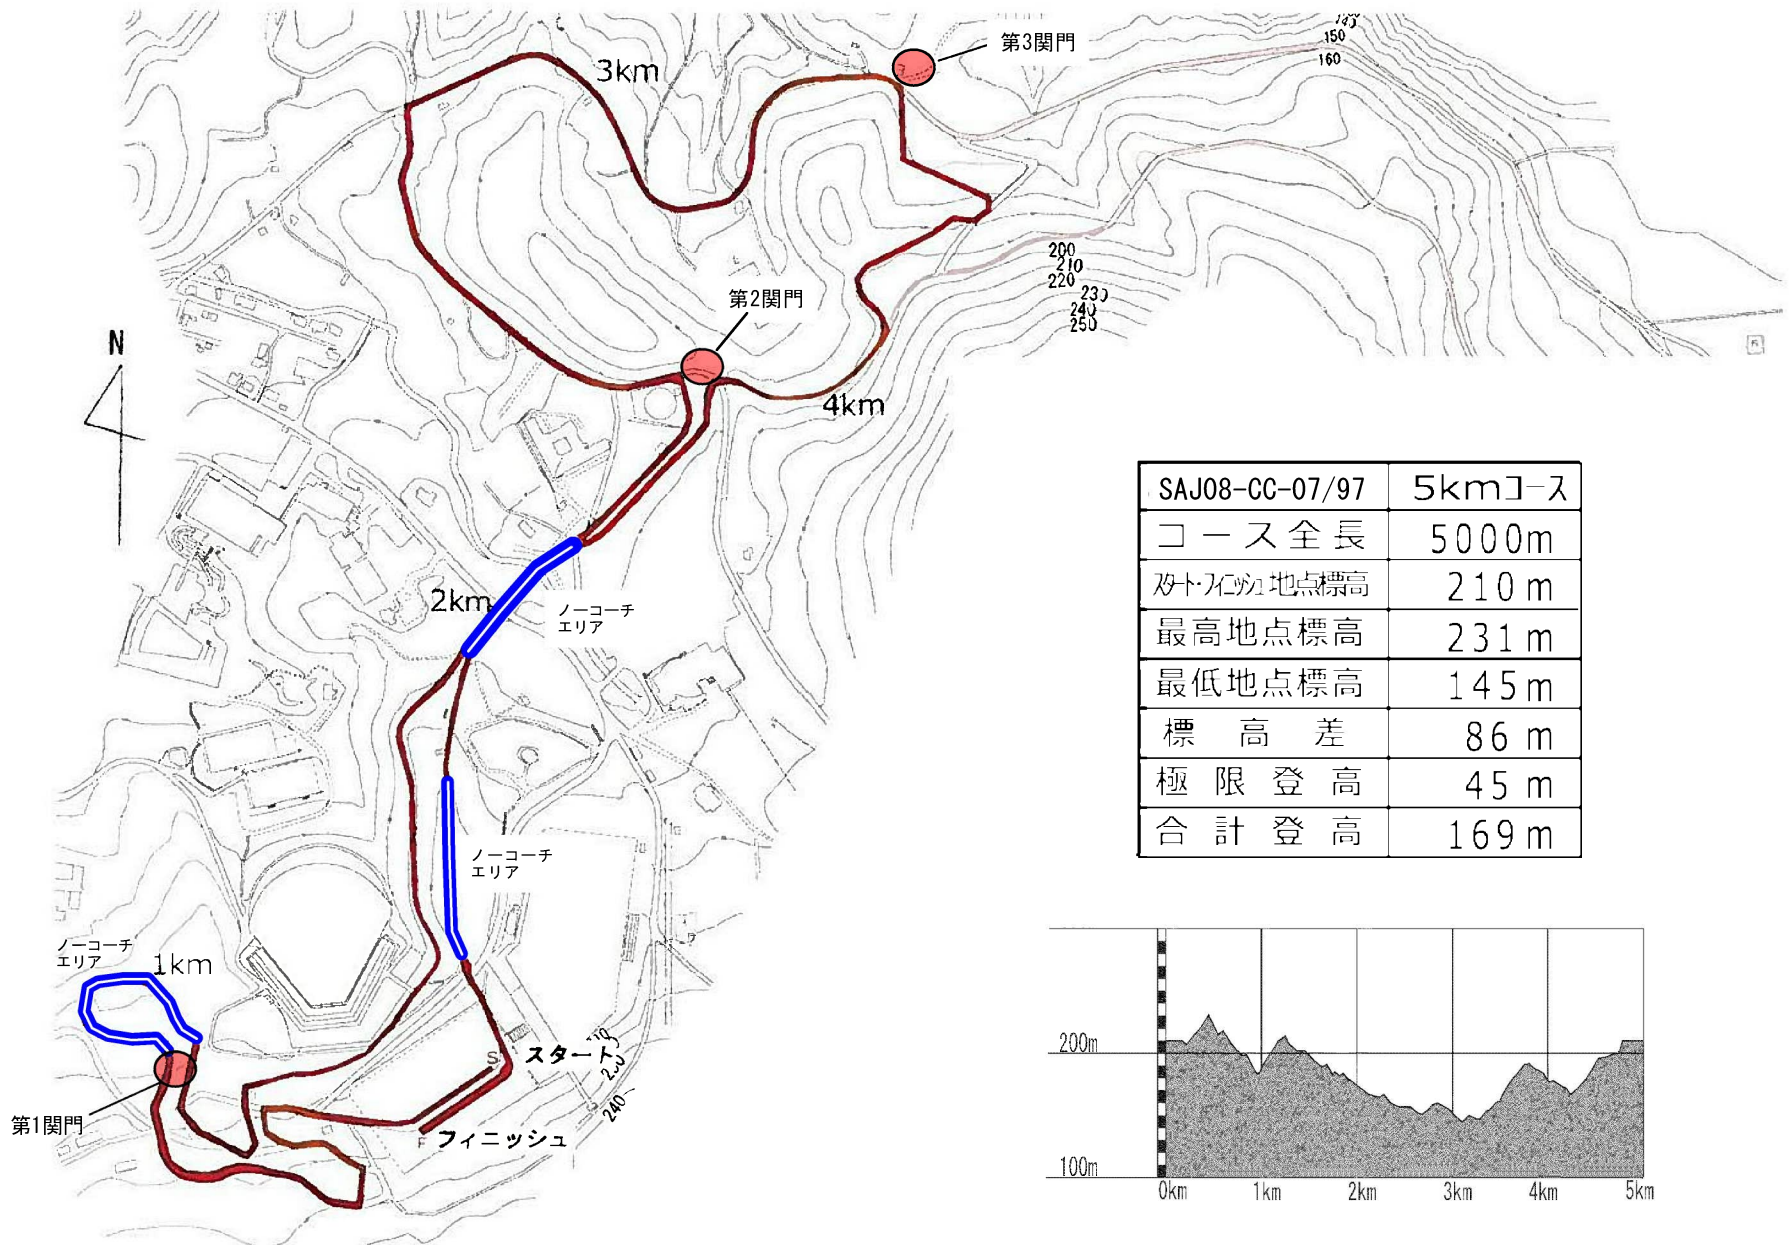 第3関門
3km
140
150
160
200
210
220
230
240
250
第2関門
N
4km
2km
ノーコーチ
エリア
ノーコーチ
エリア
ノーコーチ
エリア
1km
S スタート
240
F フィニッシュ
第1関門
SAJ08-CC-07/97 5kmコース
コース全長 5000m
スタート・フィニッシュ地点標高 210m
最高地点標高 231m
最低地点標高 145m
標高差 86m
極限登高 45m
合計登高 169m
200m
100m
0km 1km 2km 3km 4km 5km